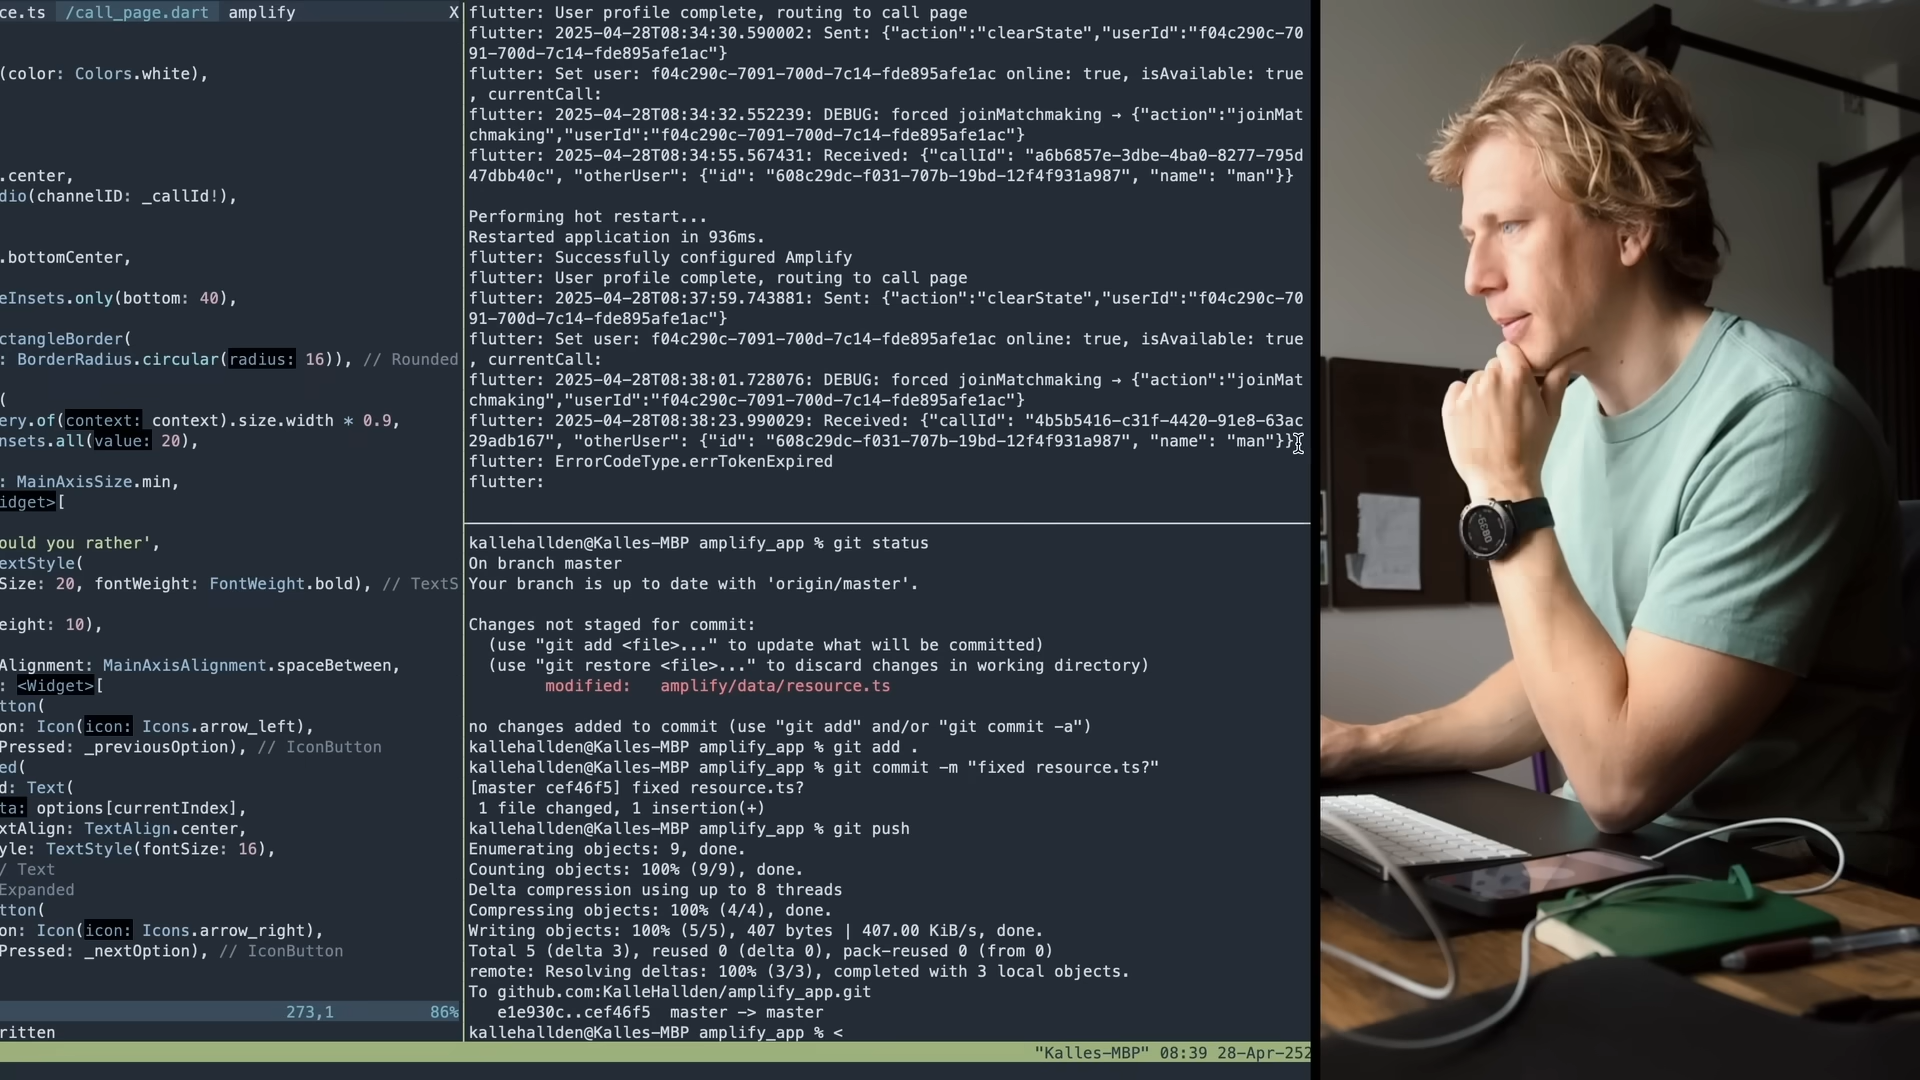 ce.ts /call_page.dart amplify X
(color: Colors.white),
.center,
dio(channelID: _callId!),
.bottomCenter,
eInsets.only(bottom: 40),
ctangleBorder(
: BorderRadius.circular(radius: 16)), // Rounded
(
ery.of(context: context).size.width * 0.9,
nsets.all(value: 20),
: MainAxisSize.min,
idget>[
ould you rather',
extStyle(
Size: 20, fontWeight: FontWeight.bold), // TextS
eight: 10),
Alignment: MainAxisAlignment.spaceBetween,
: <Widget>[
tton(
on: Icon(icon: Icons.arrow_left),
Pressed: _previousOption), // IconButton
ed(
d: Text(
ta: options[currentIndex],
xtAlign: TextAlign.center,
yle: TextStyle(fontSize: 16),
/ Text
Expanded
tton(
on: Icon(icon: Icons.arrow_right),
Pressed: _nextOption), // IconButton
273,1 86%
ritten
flutter: User profile complete, routing to call page
flutter: 2025-04-28T08:34:30.590002: Sent: {"action":"clearState","userId":"f04c290c-70
91-700d-7c14-fde895afe1ac"}
flutter: Set user: f04c290c-7091-700d-7c14-fde895afe1ac online: true, isAvailable: true
, currentCall:
flutter: 2025-04-28T08:34:32.552239: DEBUG: forced joinMatchmaking → {"action":"joinMat
chmaking","userId":"f04c290c-7091-700d-7c14-fde895afe1ac"}
flutter: 2025-04-28T08:34:55.567431: Received: {"callId": "a6b6857e-3dbe-4ba0-8277-795d
47dbb40c", "otherUser": {"id": "608c29dc-f031-707b-19bd-12f4f931a987", "name": "man"}}
Performing hot restart...
Restarted application in 936ms.
flutter: Successfully configured Amplify
flutter: User profile complete, routing to call page
flutter: 2025-04-28T08:37:59.743881: Sent: {"action":"clearState","userId":"f04c290c-70
91-700d-7c14-fde895afe1ac"}
flutter: Set user: f04c290c-7091-700d-7c14-fde895afe1ac online: true, isAvailable: true
, currentCall:
flutter: 2025-04-28T08:38:01.728076: DEBUG: forced joinMatchmaking → {"action":"joinMat
chmaking","userId":"f04c290c-7091-700d-7c14-fde895afe1ac"}
flutter: 2025-04-28T08:38:23.990029: Received: {"callId": "4b5b5416-c31f-4420-91e8-63ac
29adb167", "otherUser": {"id": "608c29dc-f031-707b-19bd-12f4f931a987", "name": "man"}}
flutter: ErrorCodeType.errTokenExpired
flutter:
kallehallden@Kalles-MBP amplify_app % git status
On branch master
Your branch is up to date with 'origin/master'.
Changes not staged for commit:
(use "git add <file>..." to update what will be committed)
(use "git restore <file>..." to discard changes in working directory)
modified: amplify/data/resource.ts
no changes added to commit (use "git add" and/or "git commit -a")
kallehallden@Kalles-MBP amplify_app % git add .
kallehallden@Kalles-MBP amplify_app % git commit -m "fixed resource.ts?"
[master cef46f5] fixed resource.ts?
1 file changed, 1 insertion(+)
kallehallden@Kalles-MBP amplify_app % git push
Enumerating objects: 9, done.
Counting objects: 100% (9/9), done.
Delta compression using up to 8 threads
Compressing objects: 100% (4/4), done.
Writing objects: 100% (5/5), 407 bytes | 407.00 KiB/s, done.
Total 5 (delta 3), reused 0 (delta 0), pack-reused 0 (from 0)
remote: Resolving deltas: 100% (3/3), completed with 3 local objects.
To github.com:KalleHallden/amplify_app.git
e1e930c..cef46f5 master -> master
kallehallden@Kalles-MBP amplify_app % <
"Kalles-MBP" 08:39 28-Apr-252